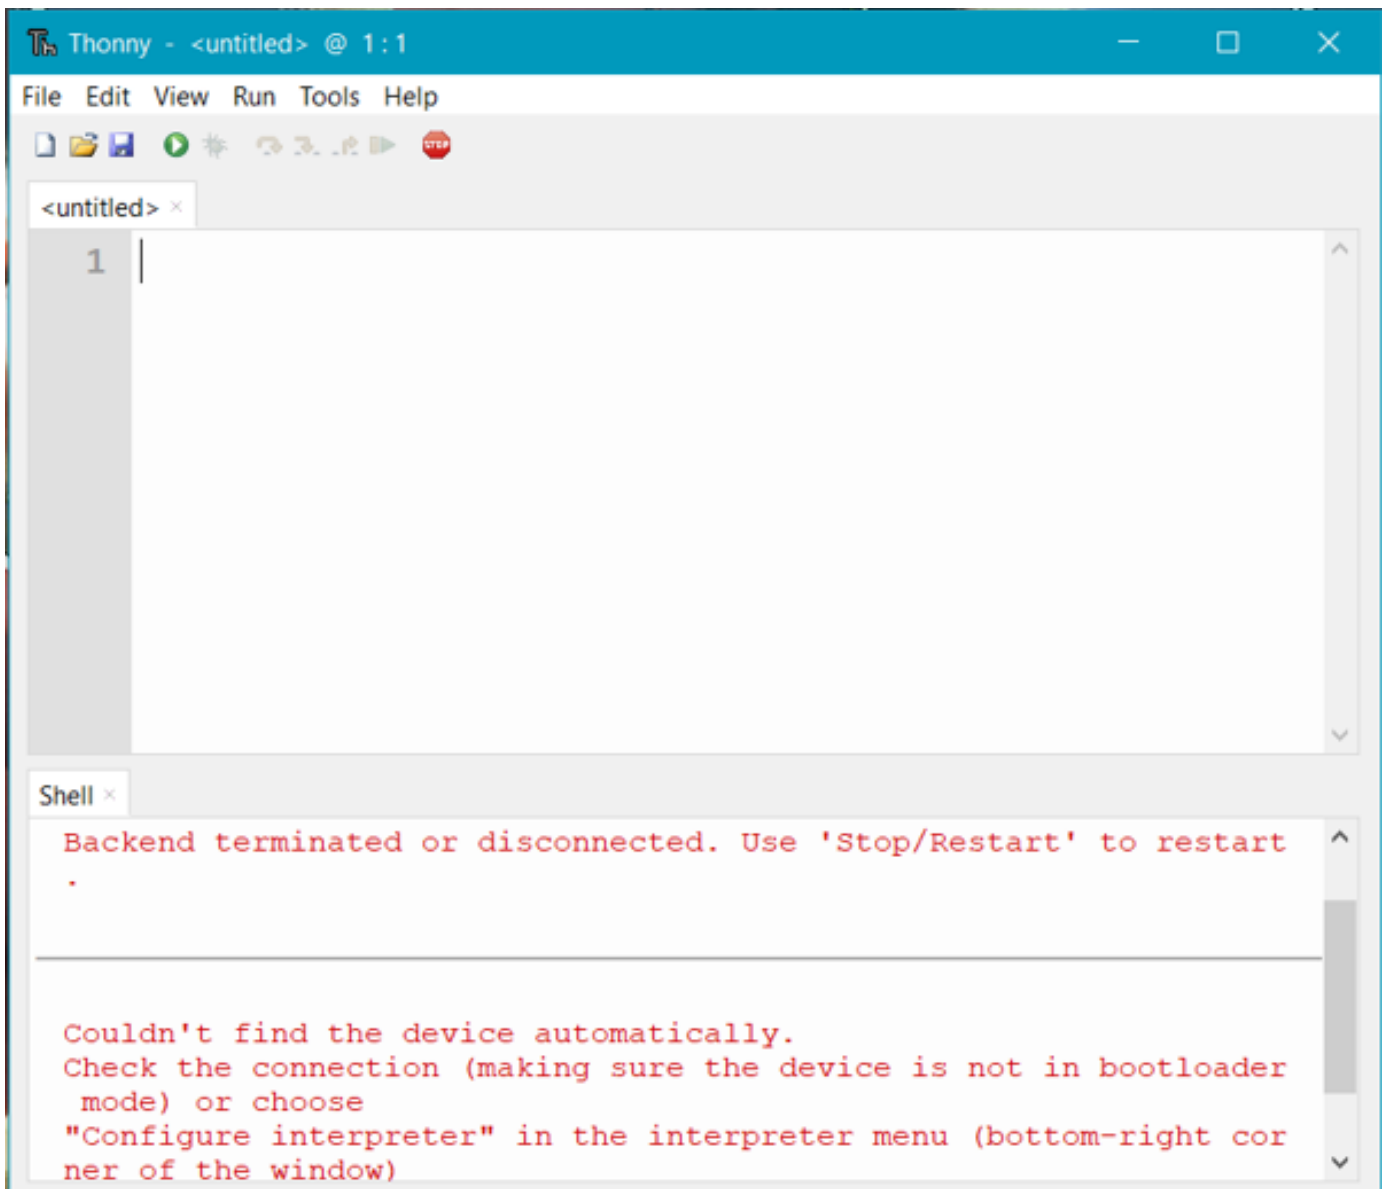 Th Thonny - <untitled> @ 1:1
File Edit View Run Tools Help
STOP
<untitled> ×
1
Shell ×
Backend terminated or disconnected. Use 'Stop/Restart' to restart
.
Couldn't find the device automatically.
Check the connection (making sure the device is not in bootloader
mode) or choose
"Configure interpreter" in the interpreter menu (bottom-right cor
ner of the window)